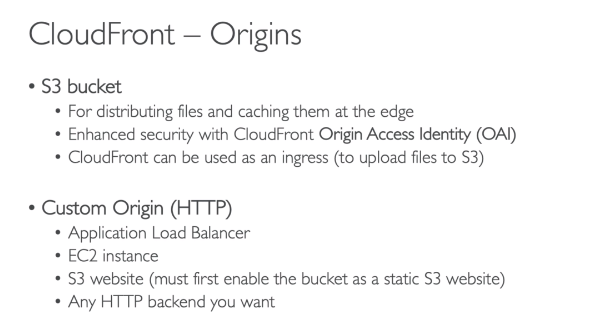 CloudFront – Origins
• S3 bucket
• For distributing files and caching them at the edge
• Enhanced security with CloudFront Origin Access Identity (OAI)
• CloudFront can be used as an ingress (to upload files to S3)
• Custom Origin (HTTP)
• Application Load Balancer
• EC2 instance
• S3 website (must first enable the bucket as a static S3 website)
• Any HTTP backend you want